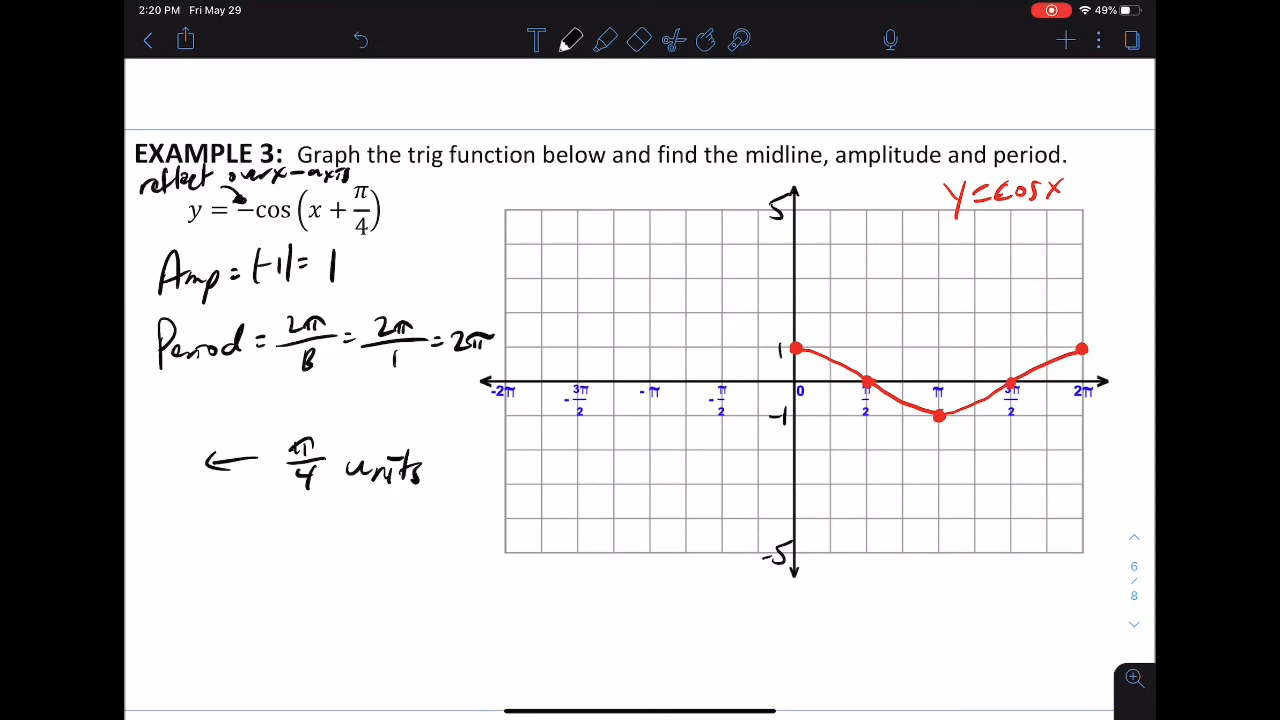 2:20 PM Fri May 29
49%
T
EXAMPLE 3: Graph the trig function below and find the midline, amplitude and period.
reflect over x-axis
y = -cos(x + π/4)
y=cosx
Amp = |-1| = 1
Period = 2π/B = 2π/1 = 2π
← π/4 units
5
1
-2π -3π/2 -π -π/2 0 π/2 π 3π/2 2π
-1
-5
6
/
8